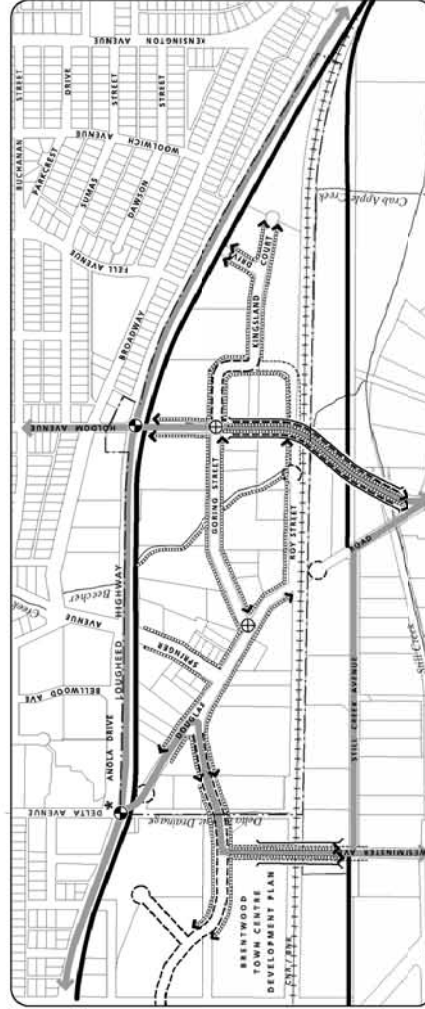 KENSINGTON
AVENUE
STREET
DRIVE
STREET
STREET
BUCHANAN
PARKCREST
SUMAS
DAWSON
WOOLWICH
AVENUE
FELL AVENUE
BROADWAY
HOLDOM AVENUE
LOUGHEED HIGHWAY
Beecher
Creek
AVENUE
BELLWOOD AVE
ANOLA DRIVE
DELTA AVENUE
Crab Apple Creek
COURT
DRIVE
KINGSLAND
GORING STREET
ROY STREET
SPRINGER
DOUGLAS
ROAD
Still Creek
STILL CREEK AVENUE
Drainage
BRENTWOOD
TOWN CENTRE
DEVELOPMENT PLAN
CNR / BNR